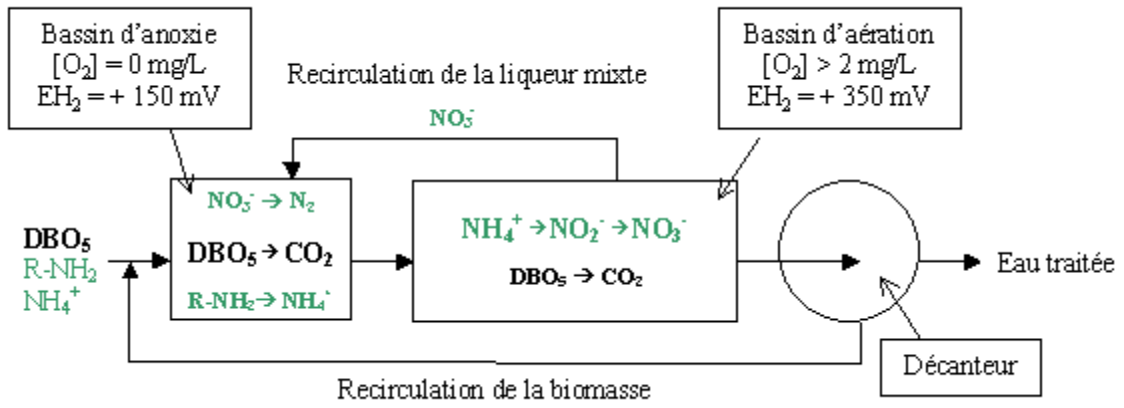 Bassin d'anoxie
[O₂] = 0 mg/L
EH₂ = + 150 mV
Bassin d'aération
[O₂] > 2 mg/L
EH₂ = + 350 mV
Recirculation de la liqueur mixte
NO₃⁻
NO₃⁻ → N₂
DBO₅ → CO₂
R-NH₂ → NH₄⁺
NH₄⁺ → NO₂⁻ → NO₃⁻
DBO₅ → CO₂
DBO₅
R-NH₂
NH₄⁺
Eau traitée
Décanteur
Recirculation de la biomasse